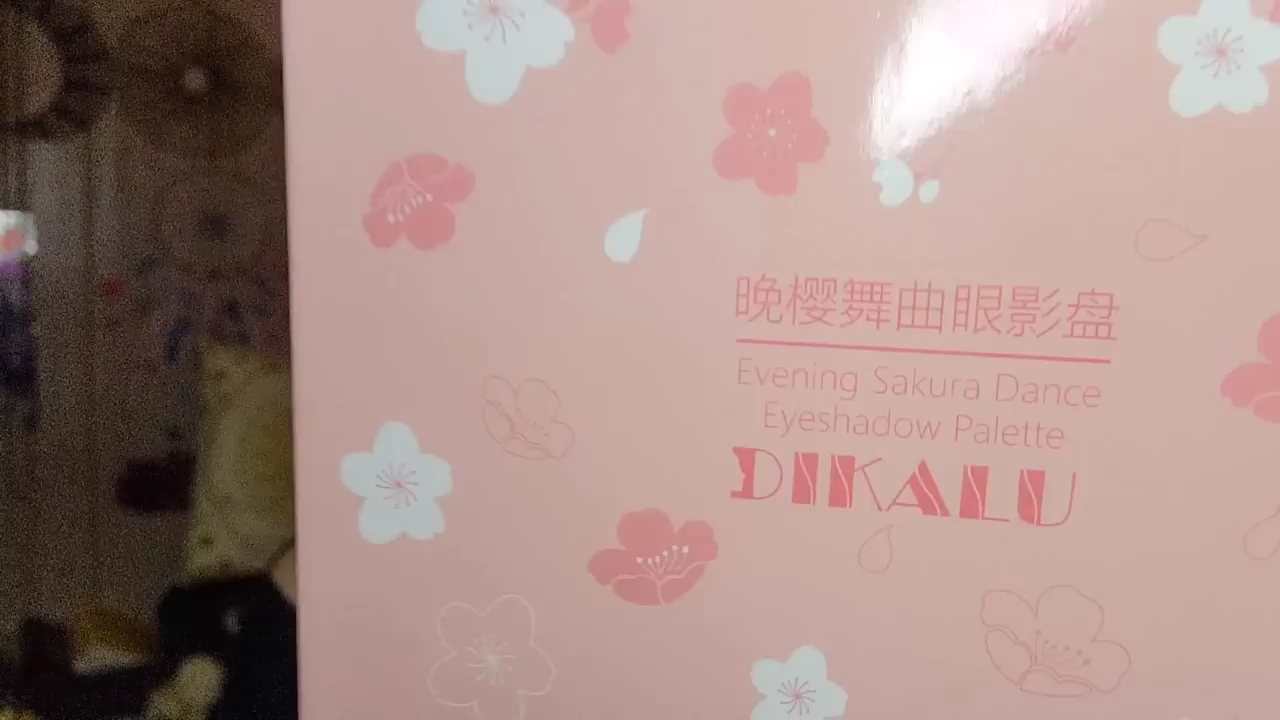 晚樱舞曲眼影盘
Evening Sakura Dance
Eyeshadow Palette
DIKALU